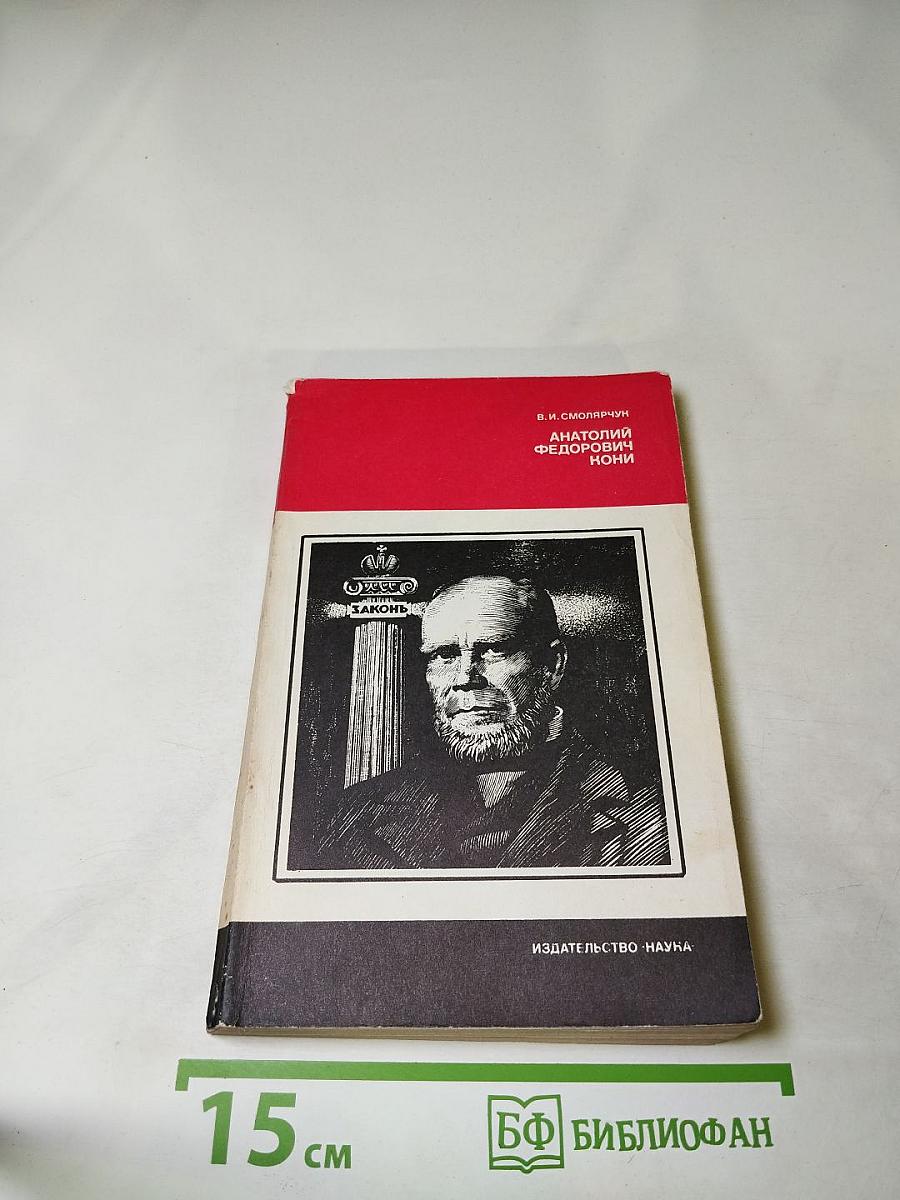 В.И.СМОЛЯРЧУК
АНАТОЛИЙ
ФЕДОРОВИЧ
КОНИ
ЗАКОНЪ
ИЗДАТЕЛЬСТВО ·НАУКА·
15 см
БФ БИБЛИОФАН